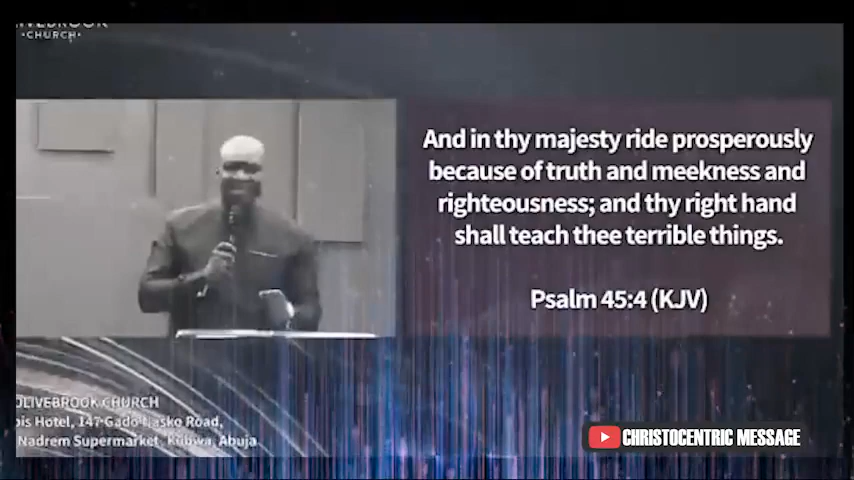 ·CHURCH·
And in thy majesty ride prosperously
because of truth and meekness and
righteousness; and thy right hand
shall teach thee terrible things.
Psalm 45:4 (KJV)
OLIVEBROOK CHURCH
Hotel, 147 Gado Nasko Road,
Nadrem Supermarket, Kubwa, Abuja
CHRISTOCENTRIC MESSAGE